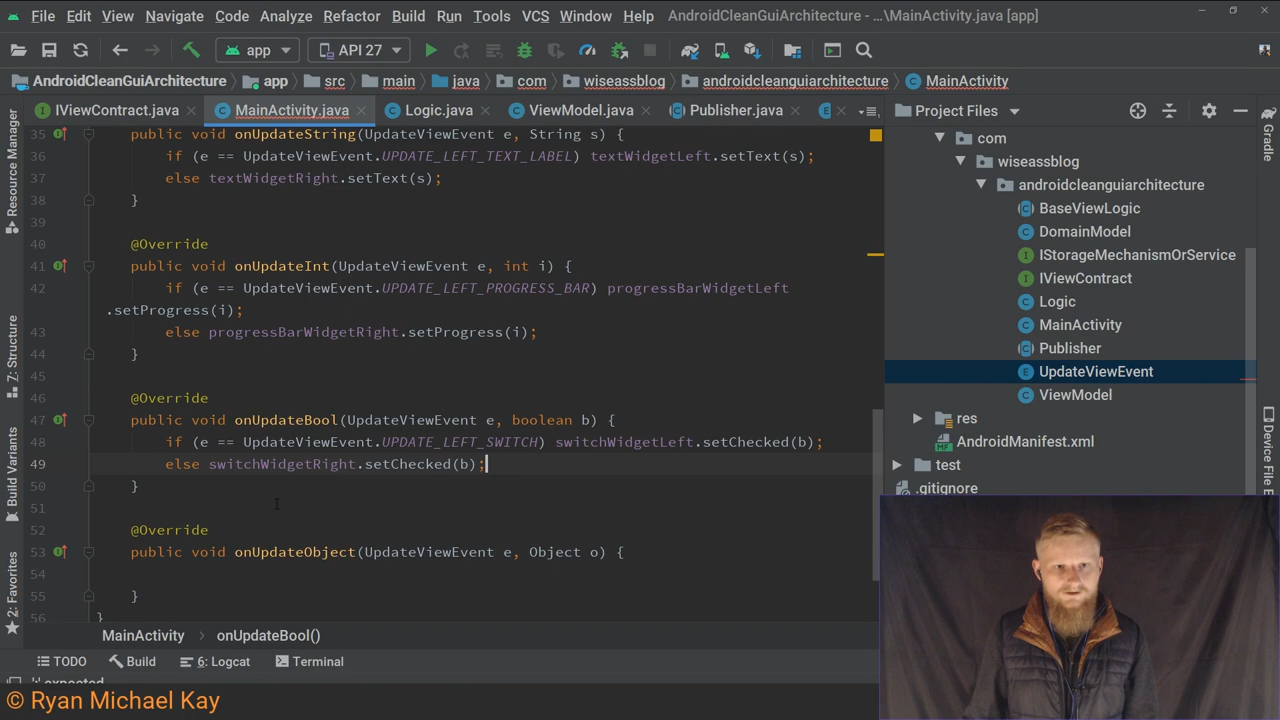 File Edit View Navigate Code Analyze Refactor Build Run Tools VCS Window Help AndroidCleanGuiArchitecture - ...\MainActivity.java [app]
app API 27
AndroidCleanGuiArchitecture app src main java com wiseassblog androidcleanguiarchitecture MainActivity
IViewContract.java MainActivity.java Logic.java ViewModel.java Publisher.java
Project Files
35 public void onUpdateString(UpdateViewEvent e, String s) {
36 if (e == UpdateViewEvent.UPDATE_LEFT_TEXT_LABEL) textWidgetLeft.setText(s);
37 else textWidgetRight.setText(s);
38 }
39
40 @Override
41 public void onUpdateInt(UpdateViewEvent e, int i) {
42 if (e == UpdateViewEvent.UPDATE_LEFT_PROGRESS_BAR) progressBarWidgetLeft
.setProgress(i);
43 else progressBarWidgetRight.setProgress(i);
44 }
45
46 @Override
47 public void onUpdateBool(UpdateViewEvent e, boolean b) {
48 if (e == UpdateViewEvent.UPDATE_LEFT_SWITCH) switchWidgetLeft.setChecked(b);
49 else switchWidgetRight.setChecked(b);
50 }
51
52 @Override
53 public void onUpdateObject(UpdateViewEvent e, Object o) {
54
55 }
56 }
com
wiseassblog
androidcleanguiarchitecture
BaseViewLogic
DomainModel
IStorageMechanismOrService
IViewContract
Logic
MainActivity
Publisher
UpdateViewEvent
ViewModel
res
AndroidManifest.xml
test
.gitignore
Resource Manager
7: Structure
Build Variants
2: Favorites
Gradle
Device File E
MainActivity onUpdateBool()
TODO Build 6: Logcat Terminal
© Ryan Michael Kay